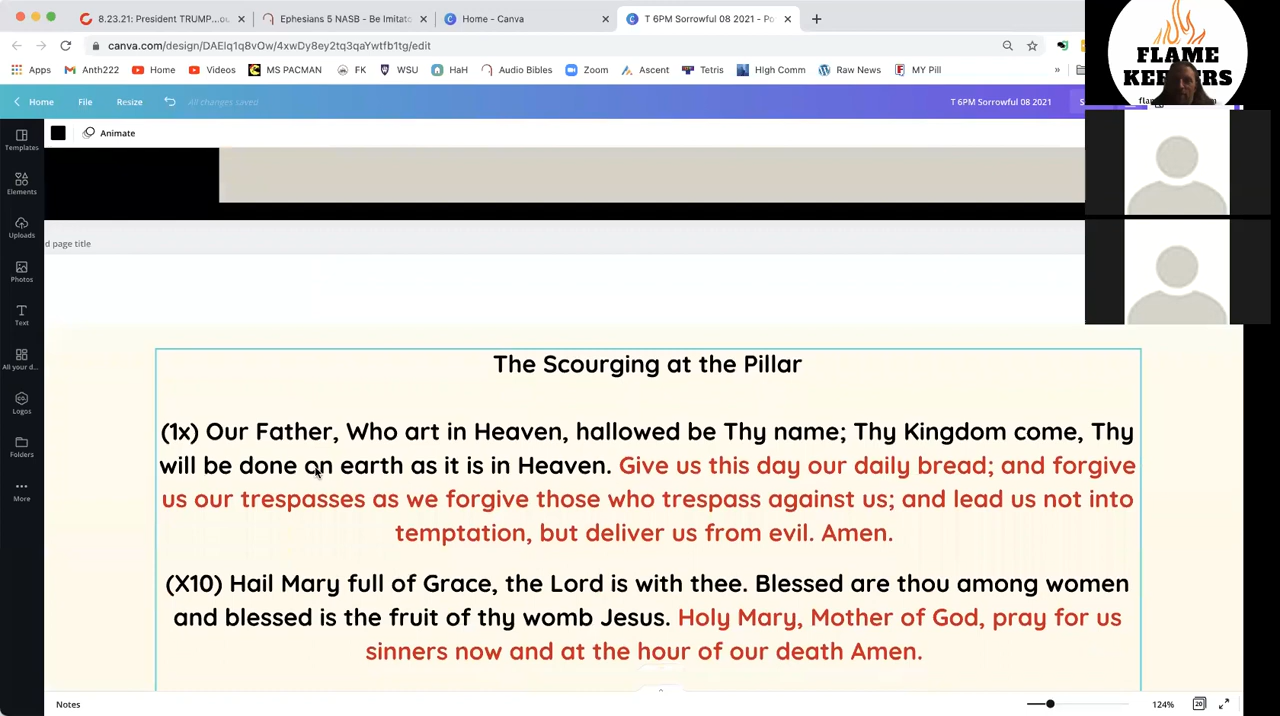 8.23.21: President TRUMP...ou
Ephesians 5 NASB - Be Imitato
Home - Canva
T 6PM Sorrowful 08 2021 - Po
canva.com/design/DAElq1q8vOw/4xwDy8ey2tq3qaYwtfb1tg/edit
Apps
Anth222
Home
Videos
MS PACMAN
FK
WSU
Hair
Audio Bibles
Zoom
Ascent
Tetris
High Comm
Raw News
MY Pill
FLAME
KEEPERS
Home
File
Resize
All changes saved
T 6PM Sorrowful 08 2021
Animate
Templates
Elements
Uploads
Photos
Text
All your d...
Logos
Folders
More
d page title
The Scourging at the Pillar
(1x) Our Father, Who art in Heaven, hallowed be Thy name; Thy Kingdom come, Thy
will be done on earth as it is in Heaven. Give us this day our daily bread; and forgive
us our trespasses as we forgive those who trespass against us; and lead us not into
temptation, but deliver us from evil. Amen.
(X10) Hail Mary full of Grace, the Lord is with thee. Blessed are thou among women
and blessed is the fruit of thy womb Jesus. Holy Mary, Mother of God, pray for us
sinners now and at the hour of our death Amen.
Notes
124%
20